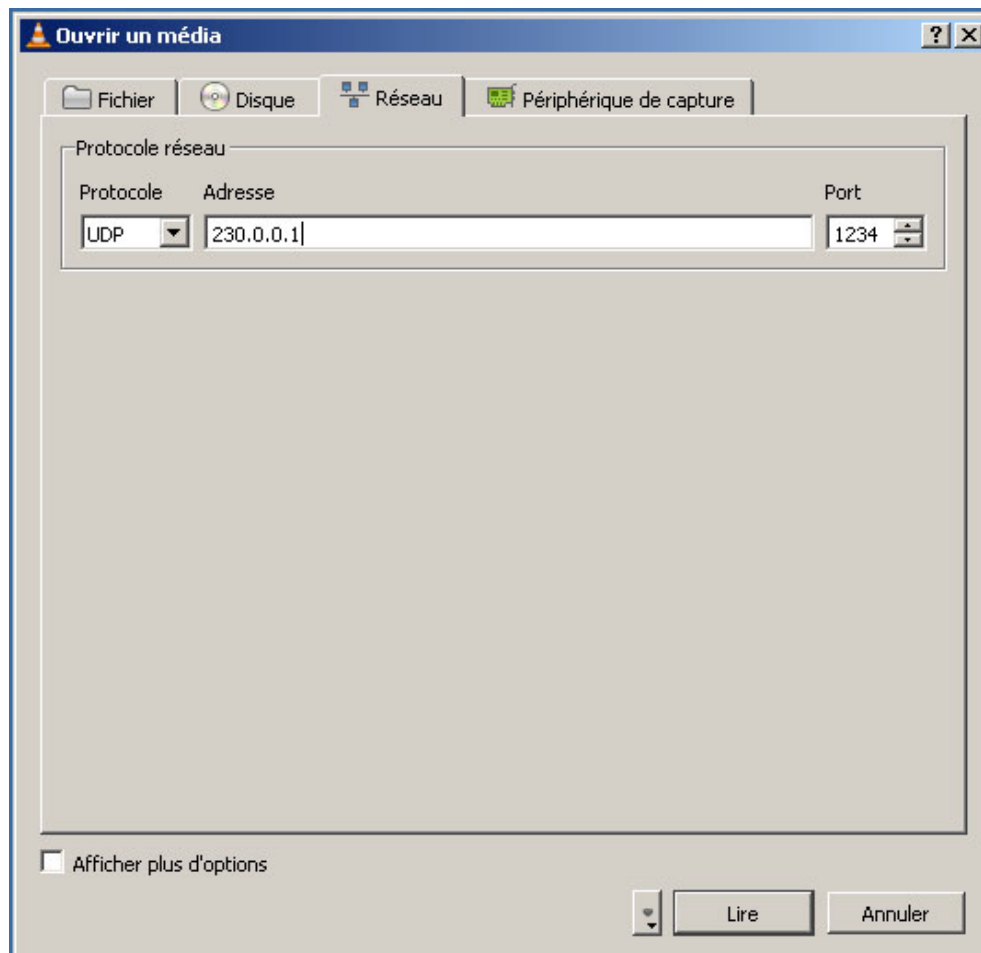 Ouvrir un média
Fichier Disque Réseau Périphérique de capture
Protocole réseau
Protocole Adresse Port
UDP 230.0.0.1 1234
Afficher plus d'options
Lire Annuler